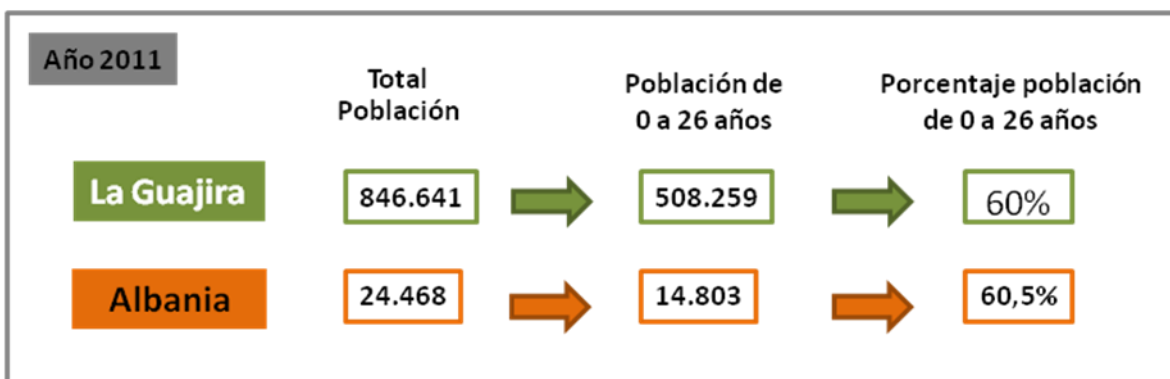 Año 2011
Total
Población
Población de
0 a 26 años
Porcentaje población
de 0 a 26 años
La Guajira
846.641
508.259
60%
Albania
24.468
14.803
60,5%